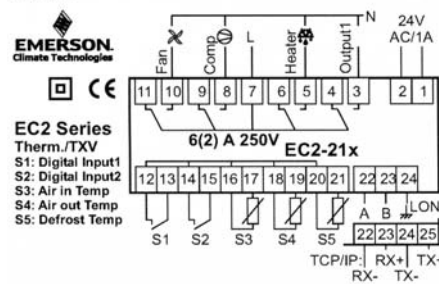 EMERSON.
Climate Technologies
CE
EC2 Series
Therm./TXV
S1: Digital Input1
S2: Digital Input2
S3: Air in Temp
S4: Air out Temp
S5: Defrost Temp
Fan
Comp
L
Heater
Output1
N
24V
AC/1A
11 10 9 8 7 6 5 4 3 2 1
6(2) A 250V
EC2-21x
12 13 14 15 16 17 18 19 20 21 22 23 24
A B LON
S1 S2 S3 S4 S5
22 23 24 25
TCP/IP: RX+ TX+
RX- TX-